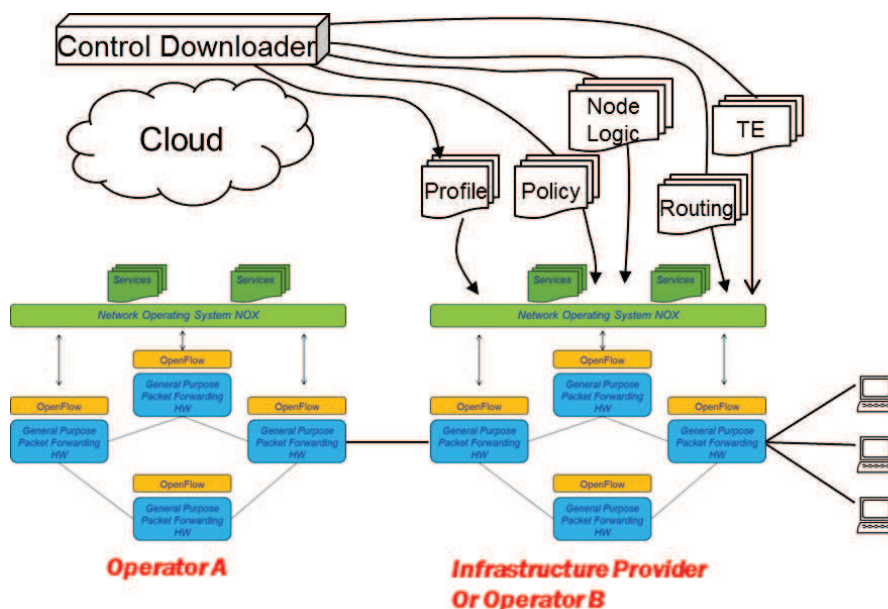 Control Downloader
Cloud
Node
Logic
TE
Profile
Policy
Routing
Services
Services
Services
Services
Network Operating System NOX
Network Operating System NOX
OpenFlow
General Purpose
Packet Forwarding
HW
OpenFlow
General Purpose
Packet Forwarding
HW
OpenFlow
General Purpose
Packet Forwarding
HW
OpenFlow
General Purpose
Packet Forwarding
HW
OpenFlow
General Purpose
Packet Forwarding
HW
OpenFlow
General Purpose
Packet Forwarding
HW
OpenFlow
General Purpose
Packet Forwarding
HW
OpenFlow
General Purpose
Packet Forwarding
HW
Operator A
Infrastructure Provider
Or Operator B